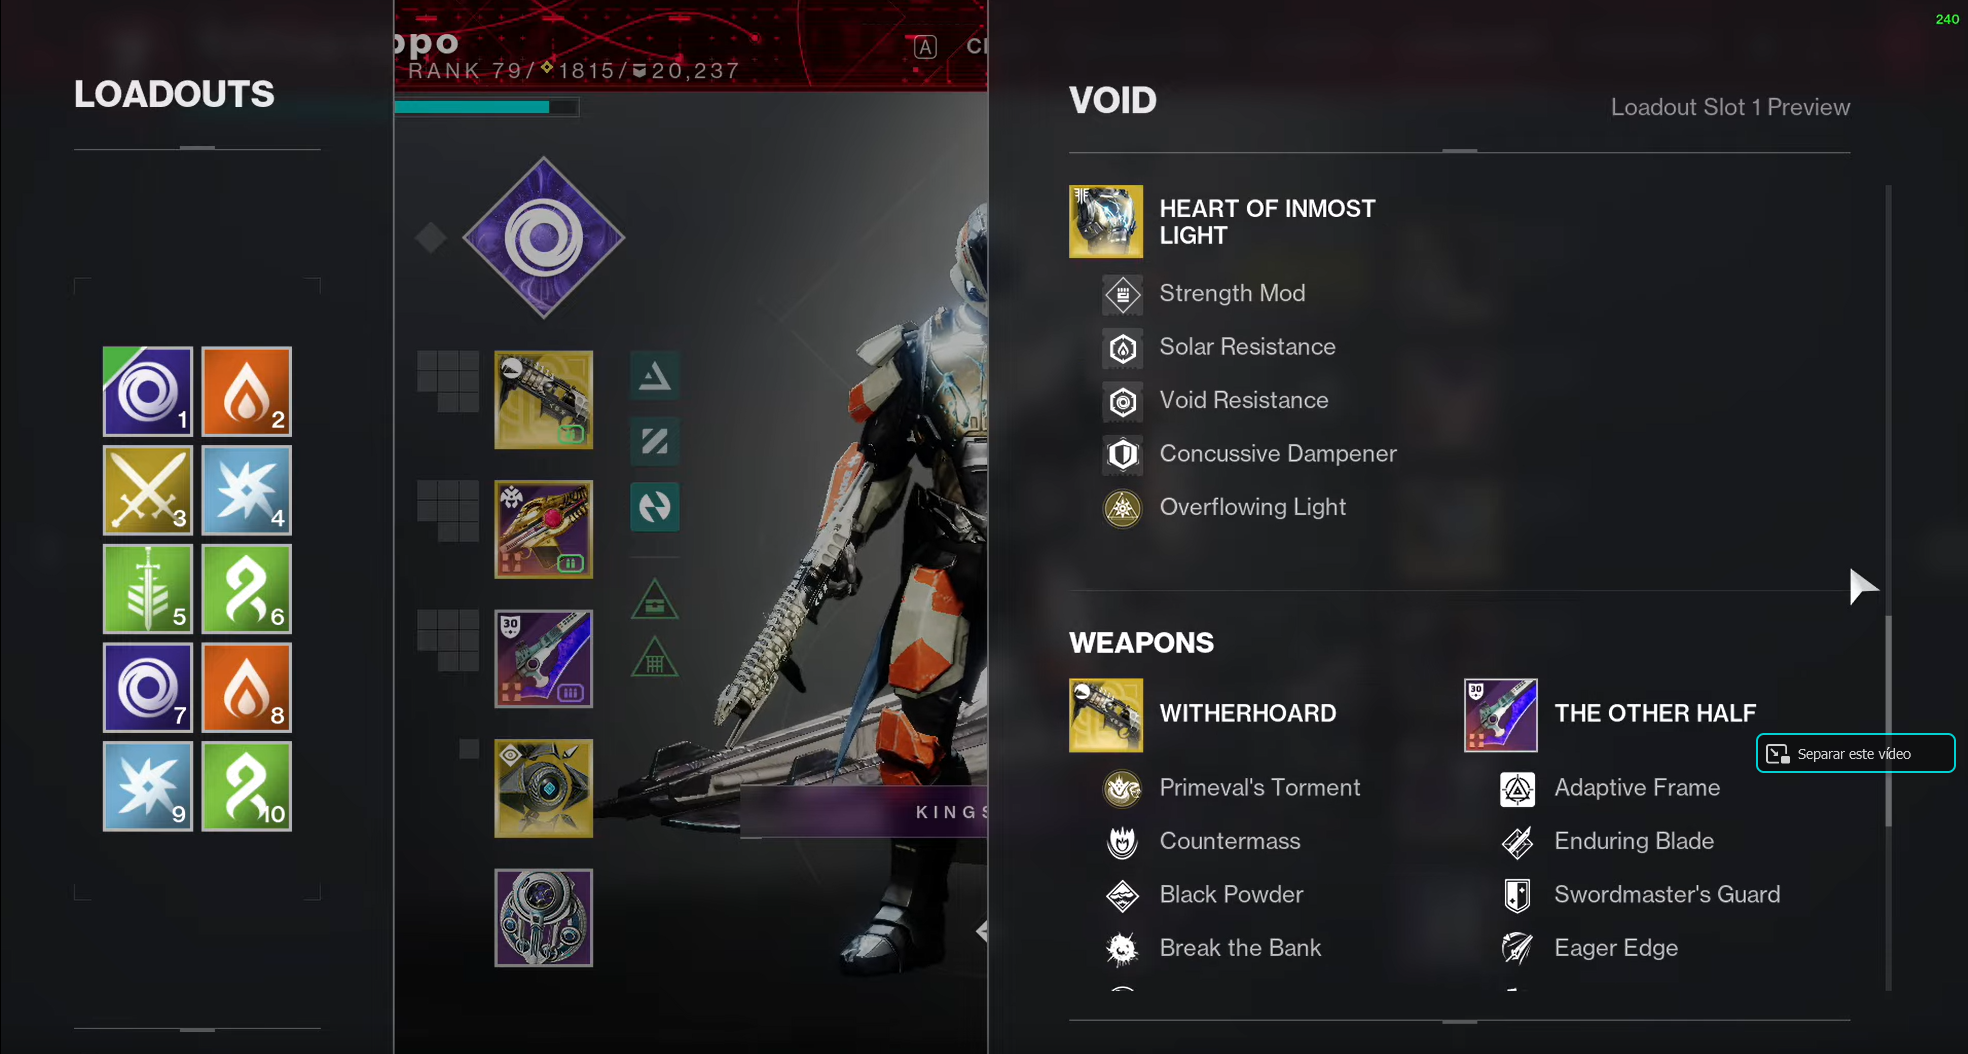 240
ppo
RANK 79/1815/20,237
A
LOADOUTS
1
2
3
4
5
6
7
8
9
10
30
KINGS
VOID
Loadout Slot 1 Preview
HEART OF INMOST
LIGHT
Strength Mod
Solar Resistance
Void Resistance
Concussive Dampener
Overflowing Light
WEAPONS
WITHERHOARD
Primeval's Torment
Countermass
Black Powder
Break the Bank
30
THE OTHER HALF
Adaptive Frame
Enduring Blade
Swordmaster's Guard
Eager Edge
Separar este vídeo